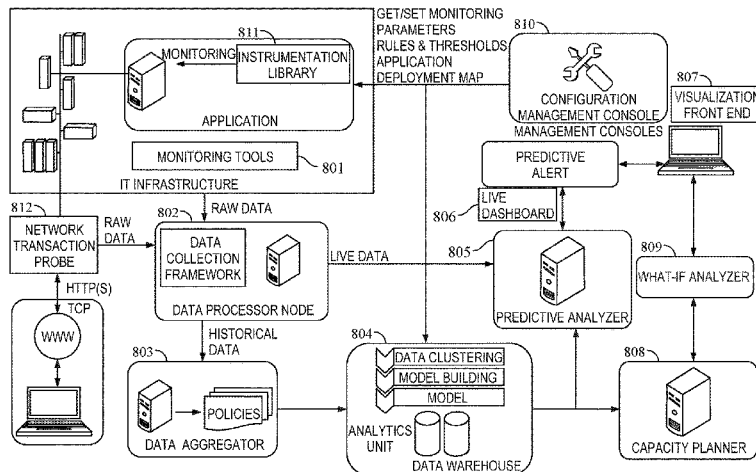 811
MONITORING
INSTRUMENTATION
LIBRARY
APPLICATION
MONITORING TOOLS
801
IT INFRASTRUCTURE
GET/SET MONITORING
PARAMETERS
RULES & THRESHOLDS
APPLICATION
DEPLOYMENT MAP
810
CONFIGURATION
MANAGEMENT CONSOLE
MANAGEMENT CONSOLES
807
VISUALIZATION
FRONT END
PREDICTIVE
ALERT
806
LIVE
DASHBOARD
812
NETWORK
TRANSACTION
PROBE
RAW
DATA
RAW DATA
802
DATA
COLLECTION
FRAMEWORK
DATA PROCESSOR NODE
LIVE DATA
805
PREDICTIVE ANALYZER
809
WHAT-IF ANALYZER
HTTP(S)
TCP
WWW
HISTORICAL
DATA
803
POLICIES
DATA AGGREGATOR
804
DATA CLUSTERING
MODEL BUILDING
MODEL
ANALYTICS
UNIT
DATA WAREHOUSE
808
CAPACITY PLANNER